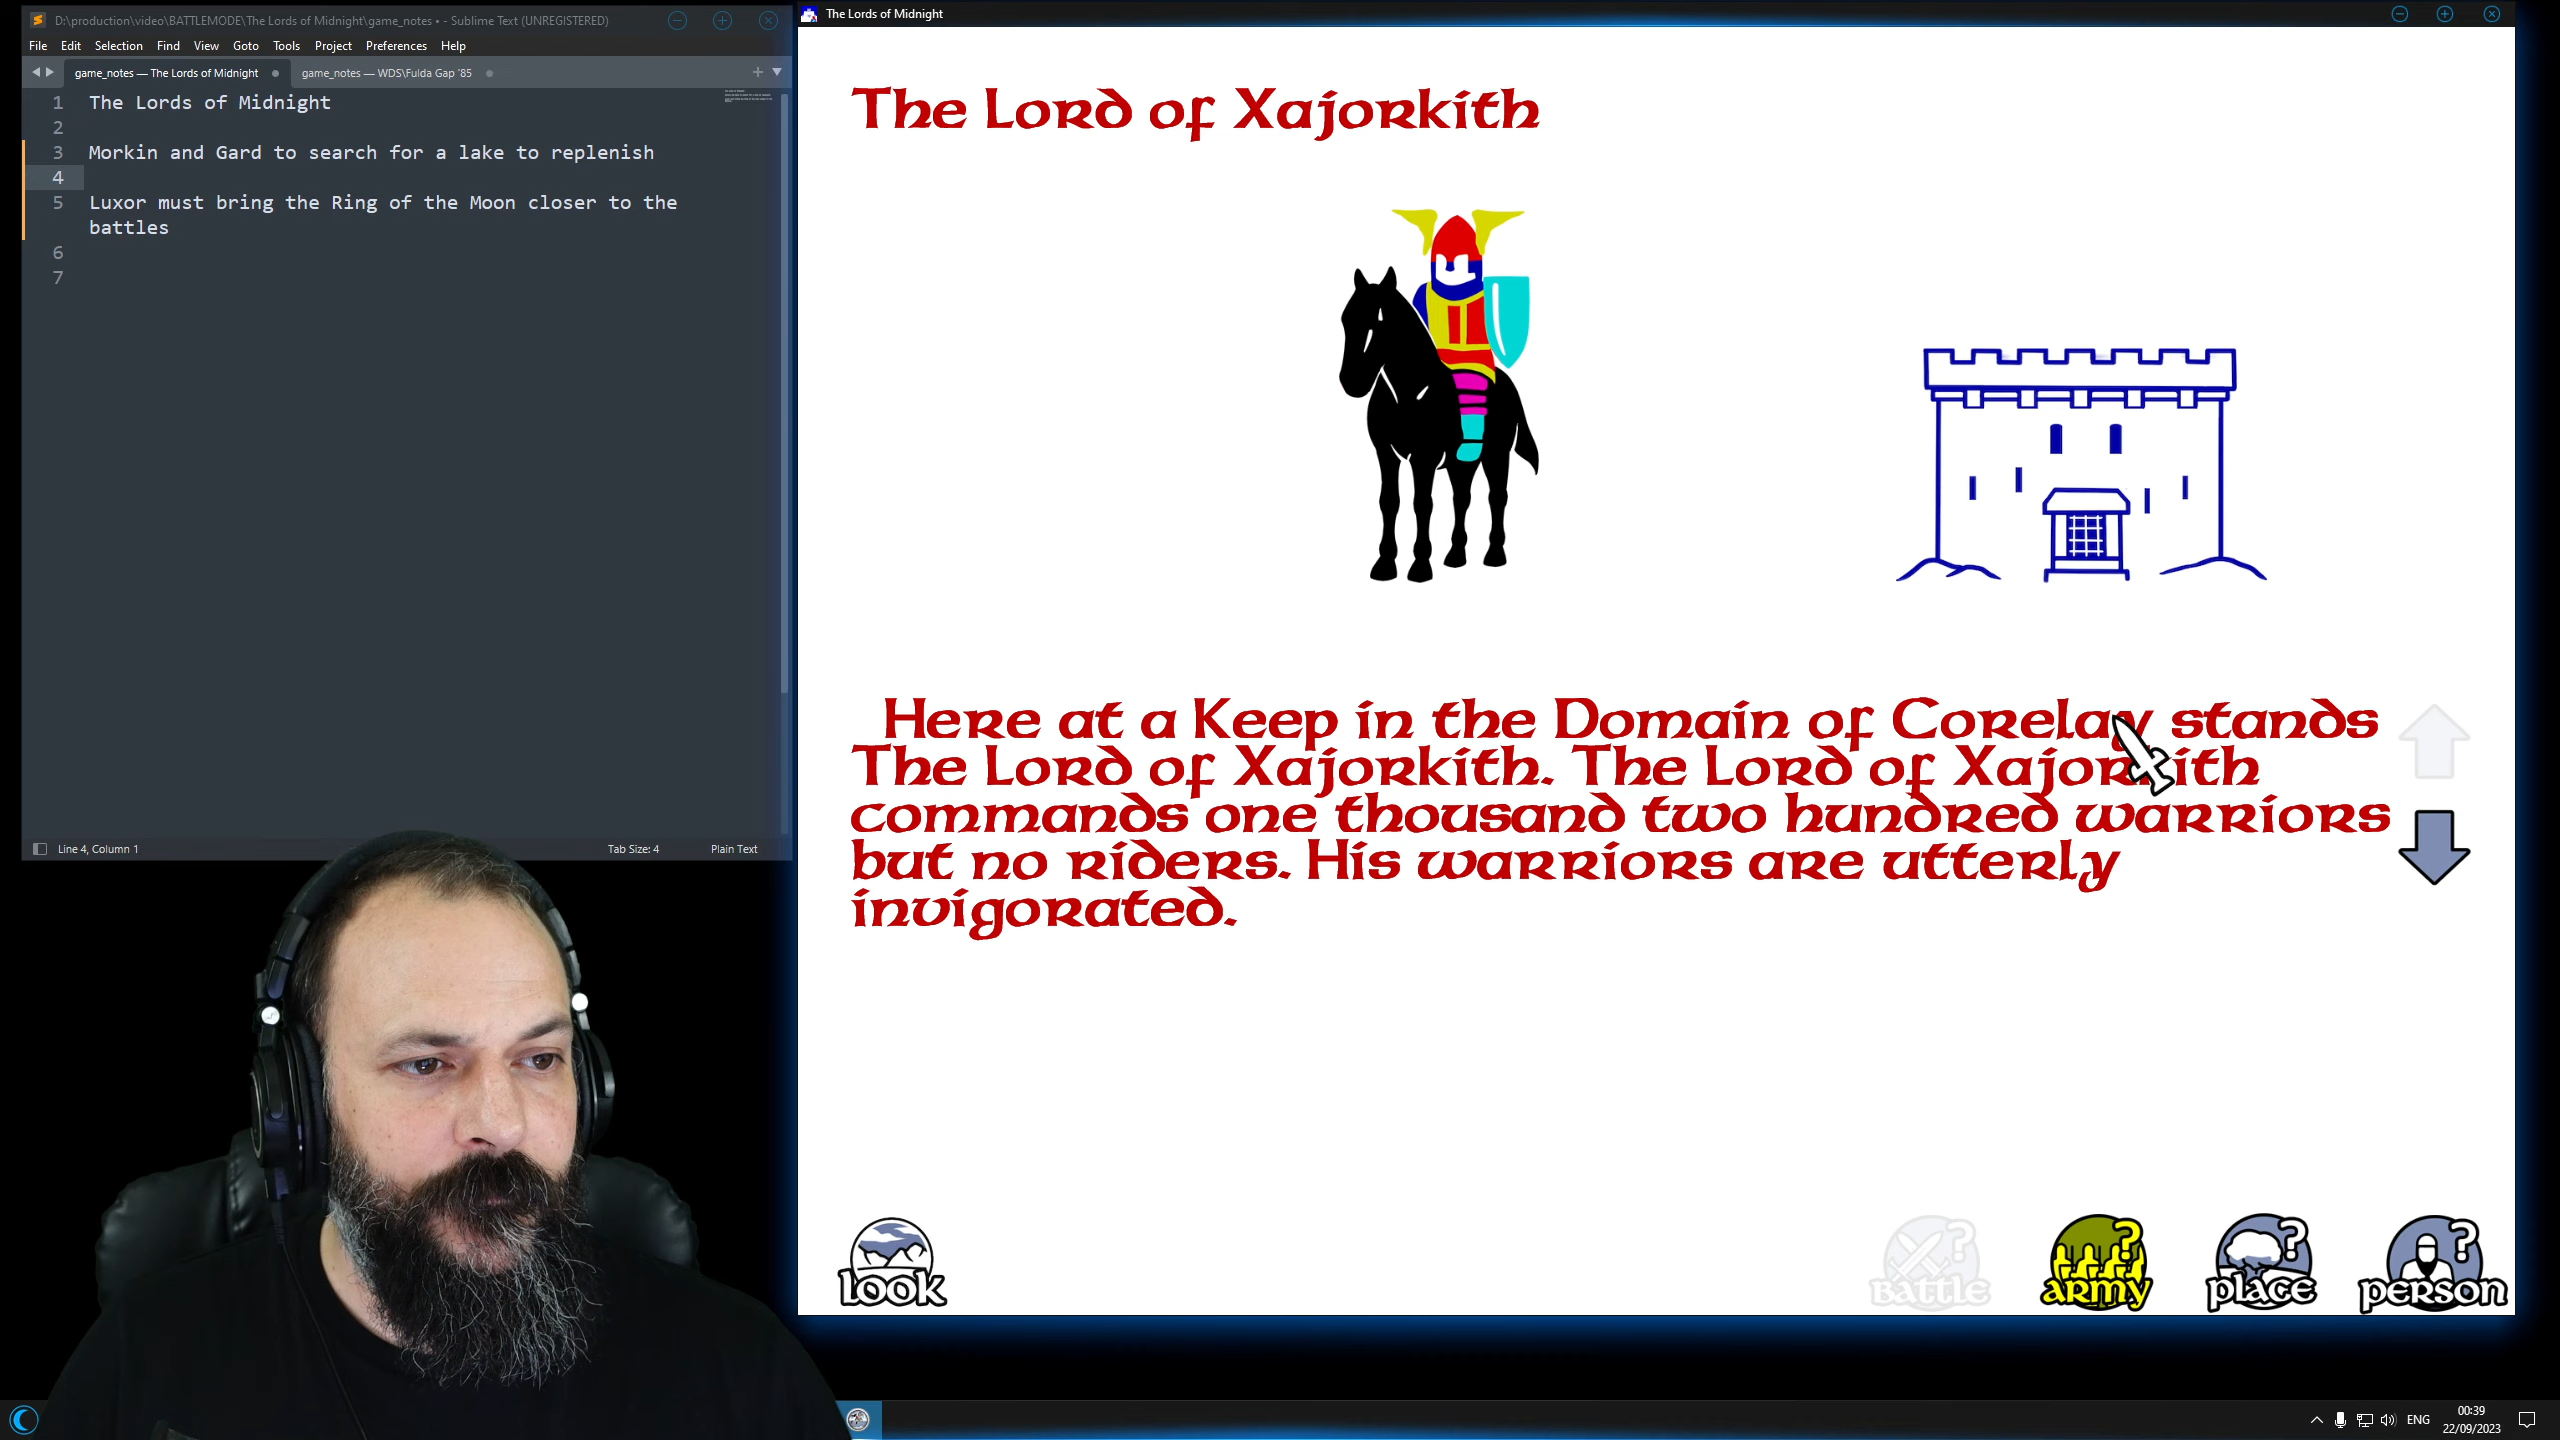 D:\production\video\BATTLEMODE\The Lords of Midnight\game_notes • - Sublime Text (UNREGISTERED)
File Edit Selection Find View Goto Tools Project Preferences Help
game_notes — The Lords of Midnight
game_notes — WDS\Fulda Gap '85
1 The Lords of Midnight
2
3 Morkin and Gard to search for a lake to replenish
4
5 Luxor must bring the Ring of the Moon closer to the
battles
6
7
Line 4, Column 1 Tab Size: 4 Plain Text
The Lords of Midnight
The Lord of Xajorkith
Here at a Keep in the Domain of Corelay stands
The Lord of Xajorkith. The Lord of Xajorkith
commands one thousand two hundred warriors
but no riders. His warriors are utterly
invigorated.
look
battle
army
place
person
ENG
00:39
22/09/2023